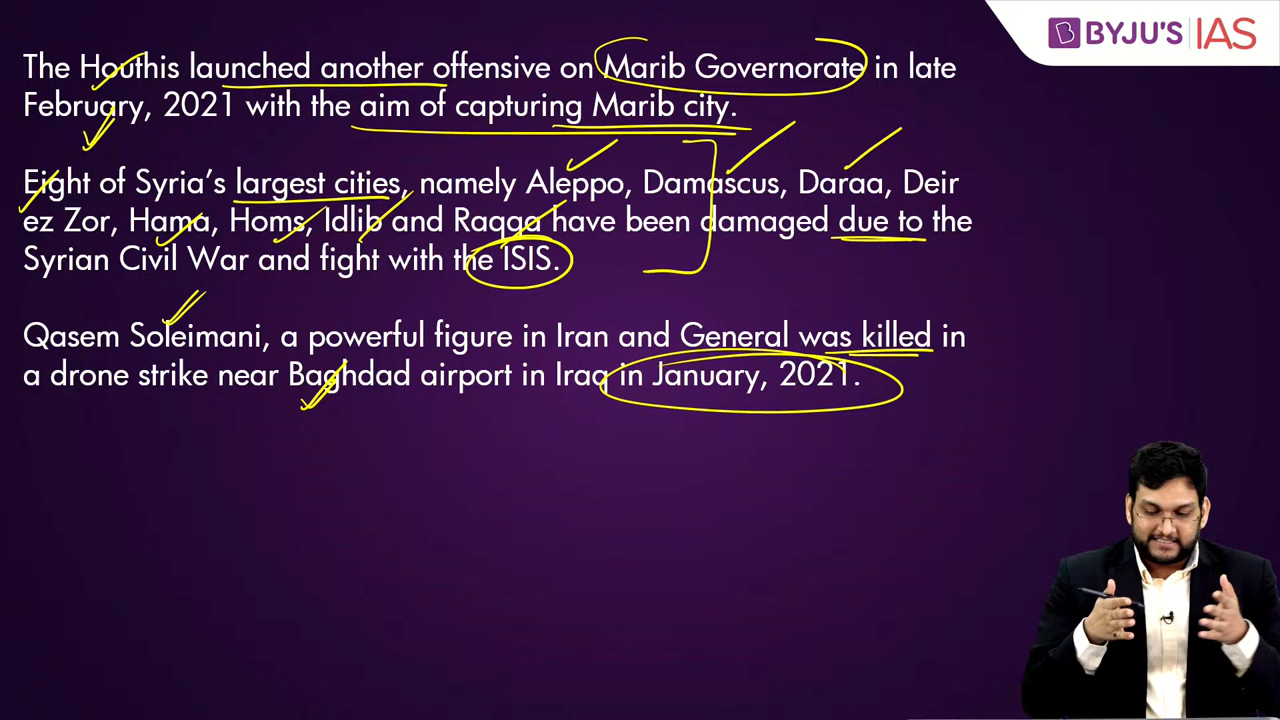 BYJU'S IAS
The Houthis launched another offensive on Marib Governorate in late
February, 2021 with the aim of capturing Marib city.
Eight of Syria's largest cities, namely Aleppo, Damascus, Daraa, Deir
ez Zor, Hama, Homs, Idlib and Raqqa have been damaged due to the
Syrian Civil War and fight with the ISIS.
Qasem Soleimani, a powerful figure in Iran and General was killed in
a drone strike near Baghdad airport in Iraq in January, 2021.